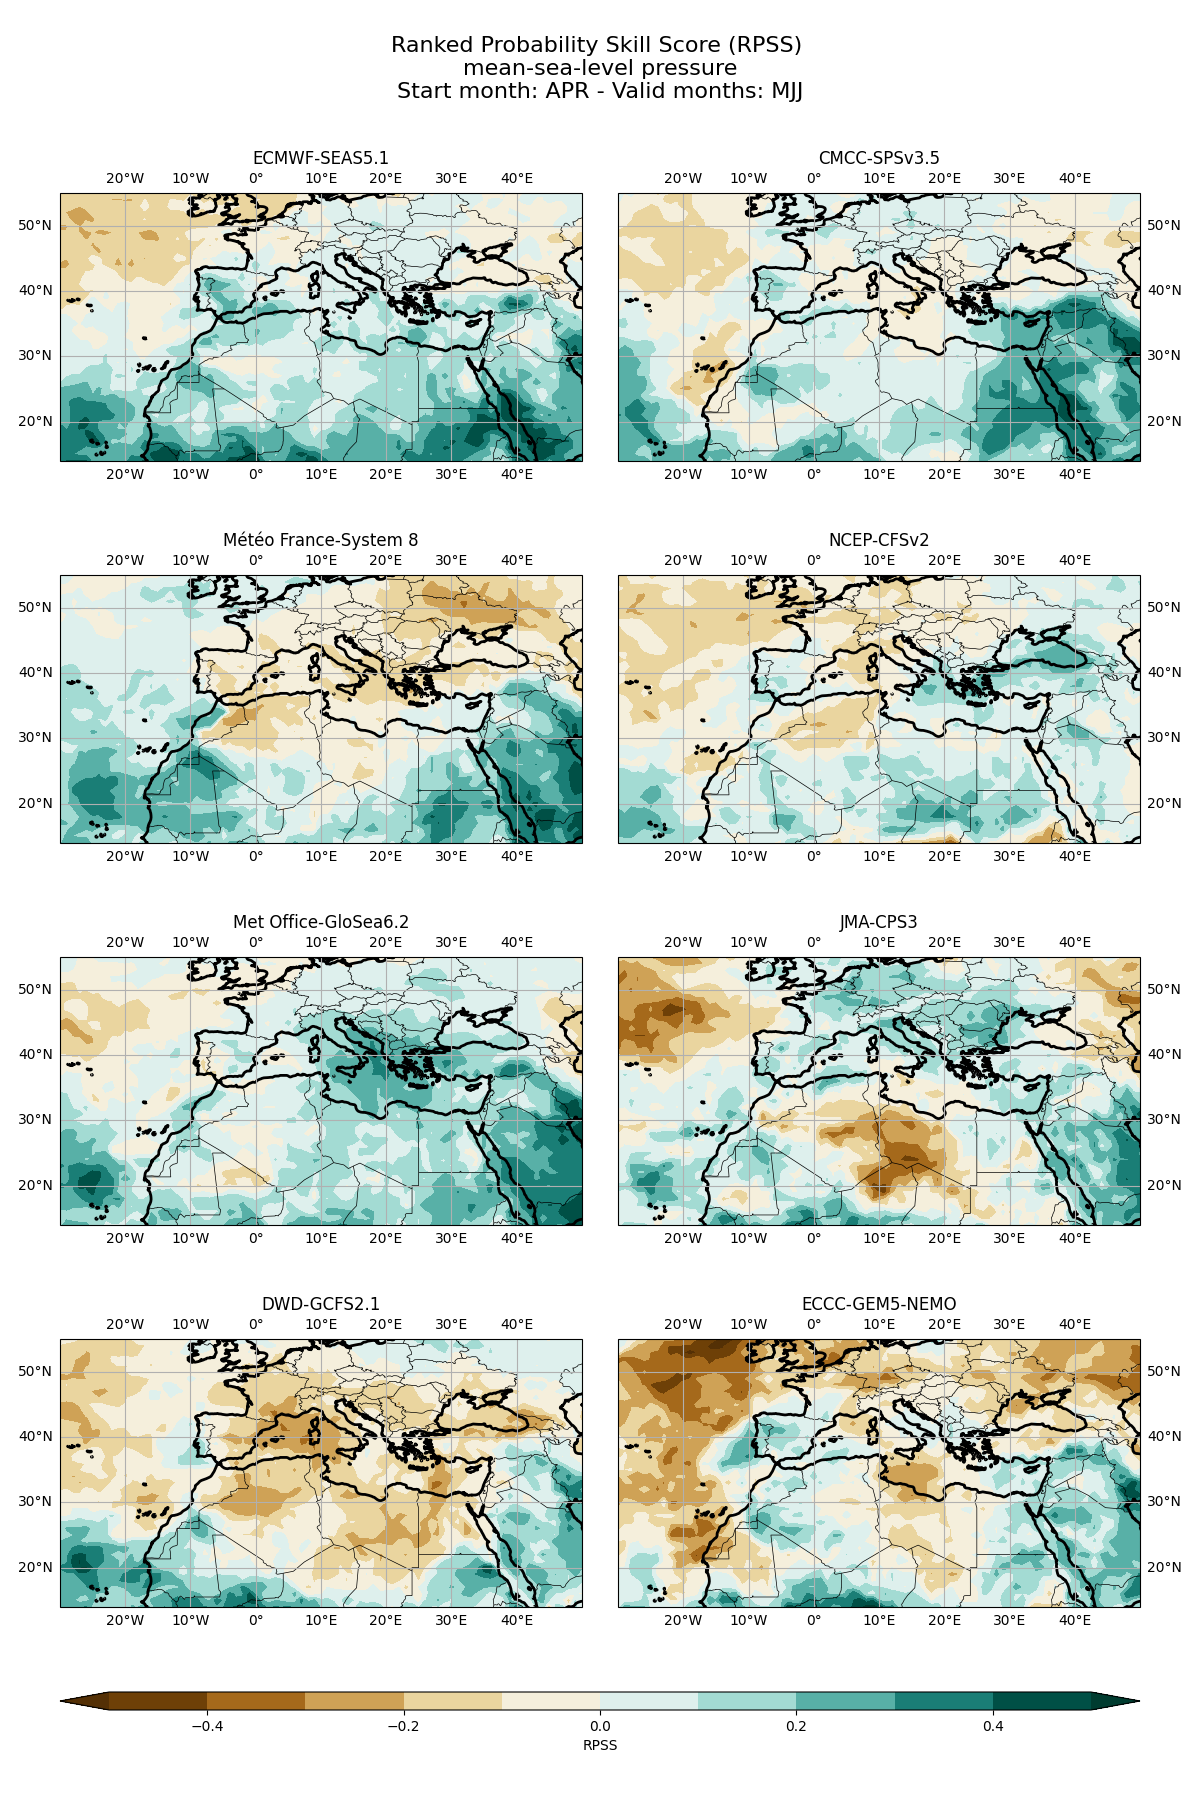 Ranked Probability Skill Score (RPSS)
mean-sea-level pressure
Start month: APR - Valid months: MJJ
ECMWF-SEAS5.1
CMCC-SPSv3.5
20°W 10°W 0° 10°E 20°E 30°E 40°E
20°W 10°W 0° 10°E 20°E 30°E 40°E
50°N
50°N
40°N
40°N
30°N
30°N
20°N
20°N
20°W 10°W 0° 10°E 20°E 30°E 40°E
20°W 10°W 0° 10°E 20°E 30°E 40°E
Météo France-System 8
NCEP-CFSv2
20°W 10°W 0° 10°E 20°E 30°E 40°E
20°W 10°W 0° 10°E 20°E 30°E 40°E
50°N
50°N
40°N
40°N
30°N
30°N
20°N
20°N
20°W 10°W 0° 10°E 20°E 30°E 40°E
20°W 10°W 0° 10°E 20°E 30°E 40°E
Met Office-GloSea6.2
JMA-CPS3
20°W 10°W 0° 10°E 20°E 30°E 40°E
20°W 10°W 0° 10°E 20°E 30°E 40°E
50°N
50°N
40°N
40°N
30°N
30°N
20°N
20°N
20°W 10°W 0° 10°E 20°E 30°E 40°E
20°W 10°W 0° 10°E 20°E 30°E 40°E
DWD-GCFS2.1
ECCC-GEM5-NEMO
20°W 10°W 0° 10°E 20°E 30°E 40°E
20°W 10°W 0° 10°E 20°E 30°E 40°E
50°N
50°N
40°N
40°N
30°N
30°N
20°N
20°N
20°W 10°W 0° 10°E 20°E 30°E 40°E
20°W 10°W 0° 10°E 20°E 30°E 40°E
−0.4 −0.2 0.0 0.2 0.4
RPSS